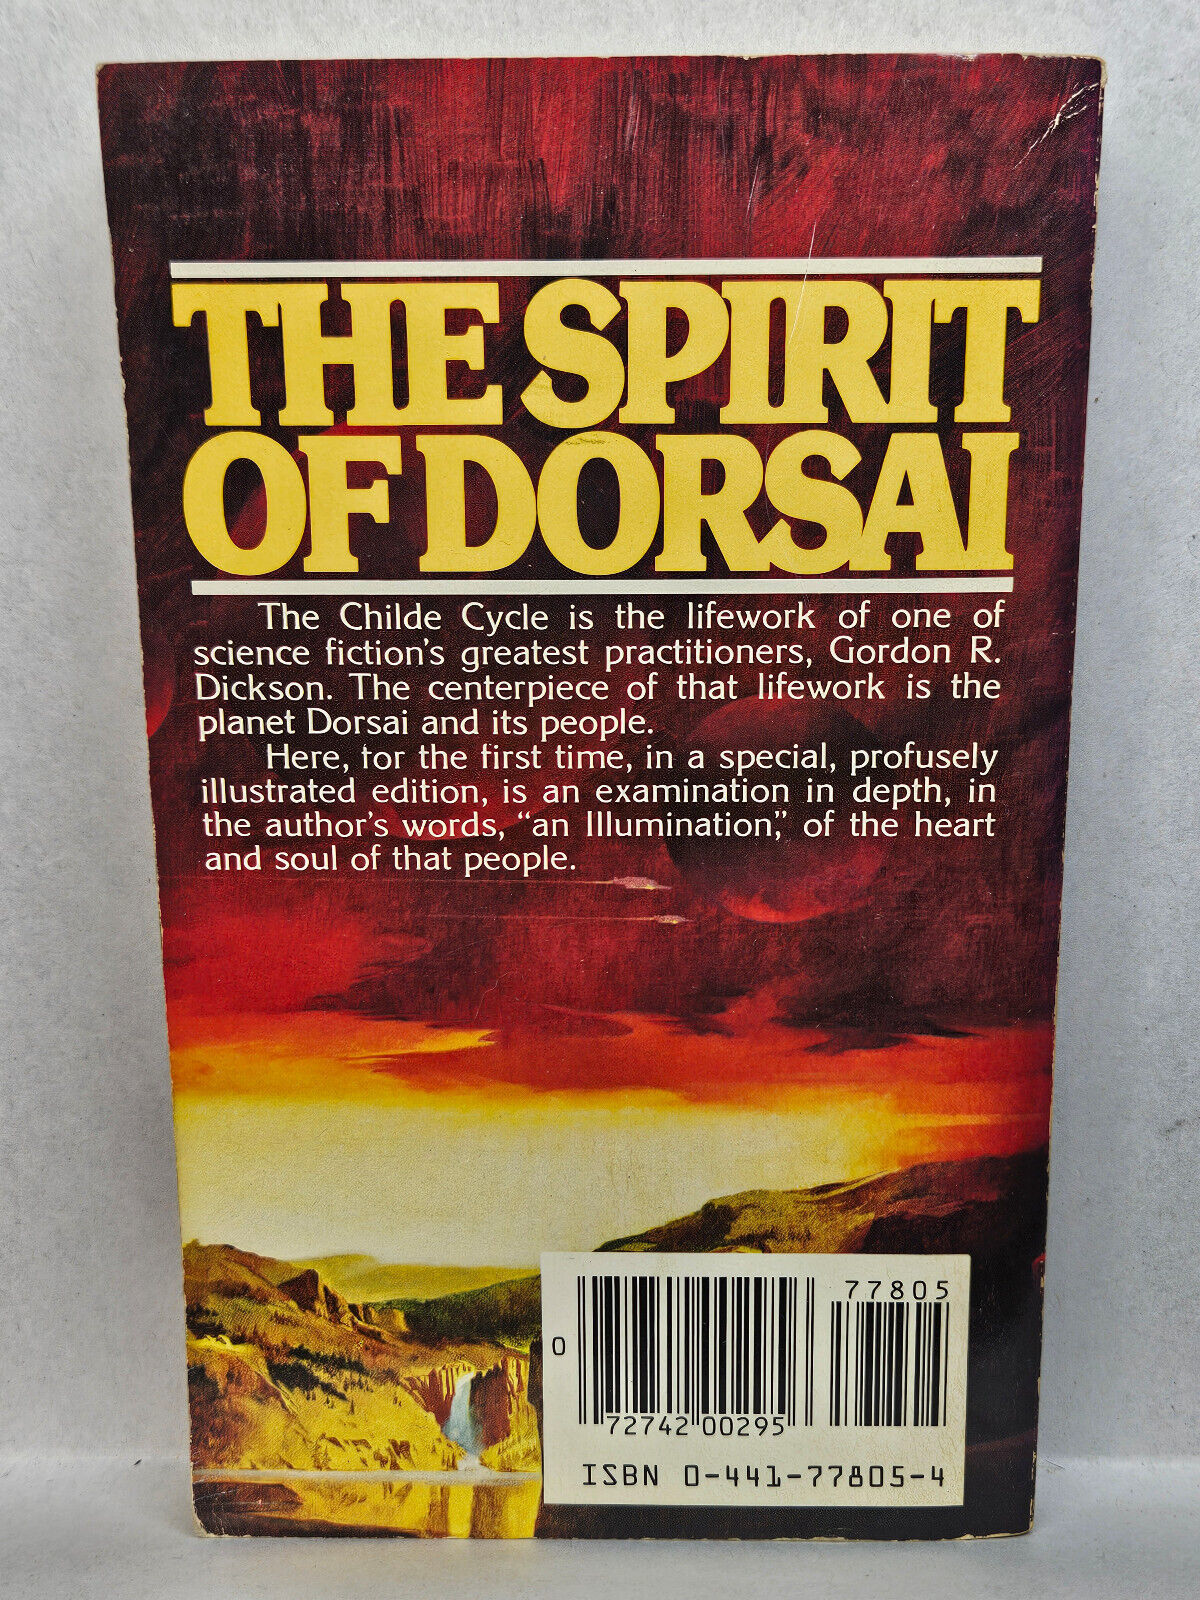 THE SPIRIT
OF DORSAI
The Childe Cycle is the lifework of one of
science fiction's greatest practitioners, Gordon R.
Dickson. The centerpiece of that lifework is the
planet Dorsai and its people.
Here, for the first time, in a special, profusely
illustrated edition, is an examination in depth, in
the author's words, "an Illumination," of the heart
and soul of that people.
77805
0
72742 00295
ISBN 0-441-77805-4